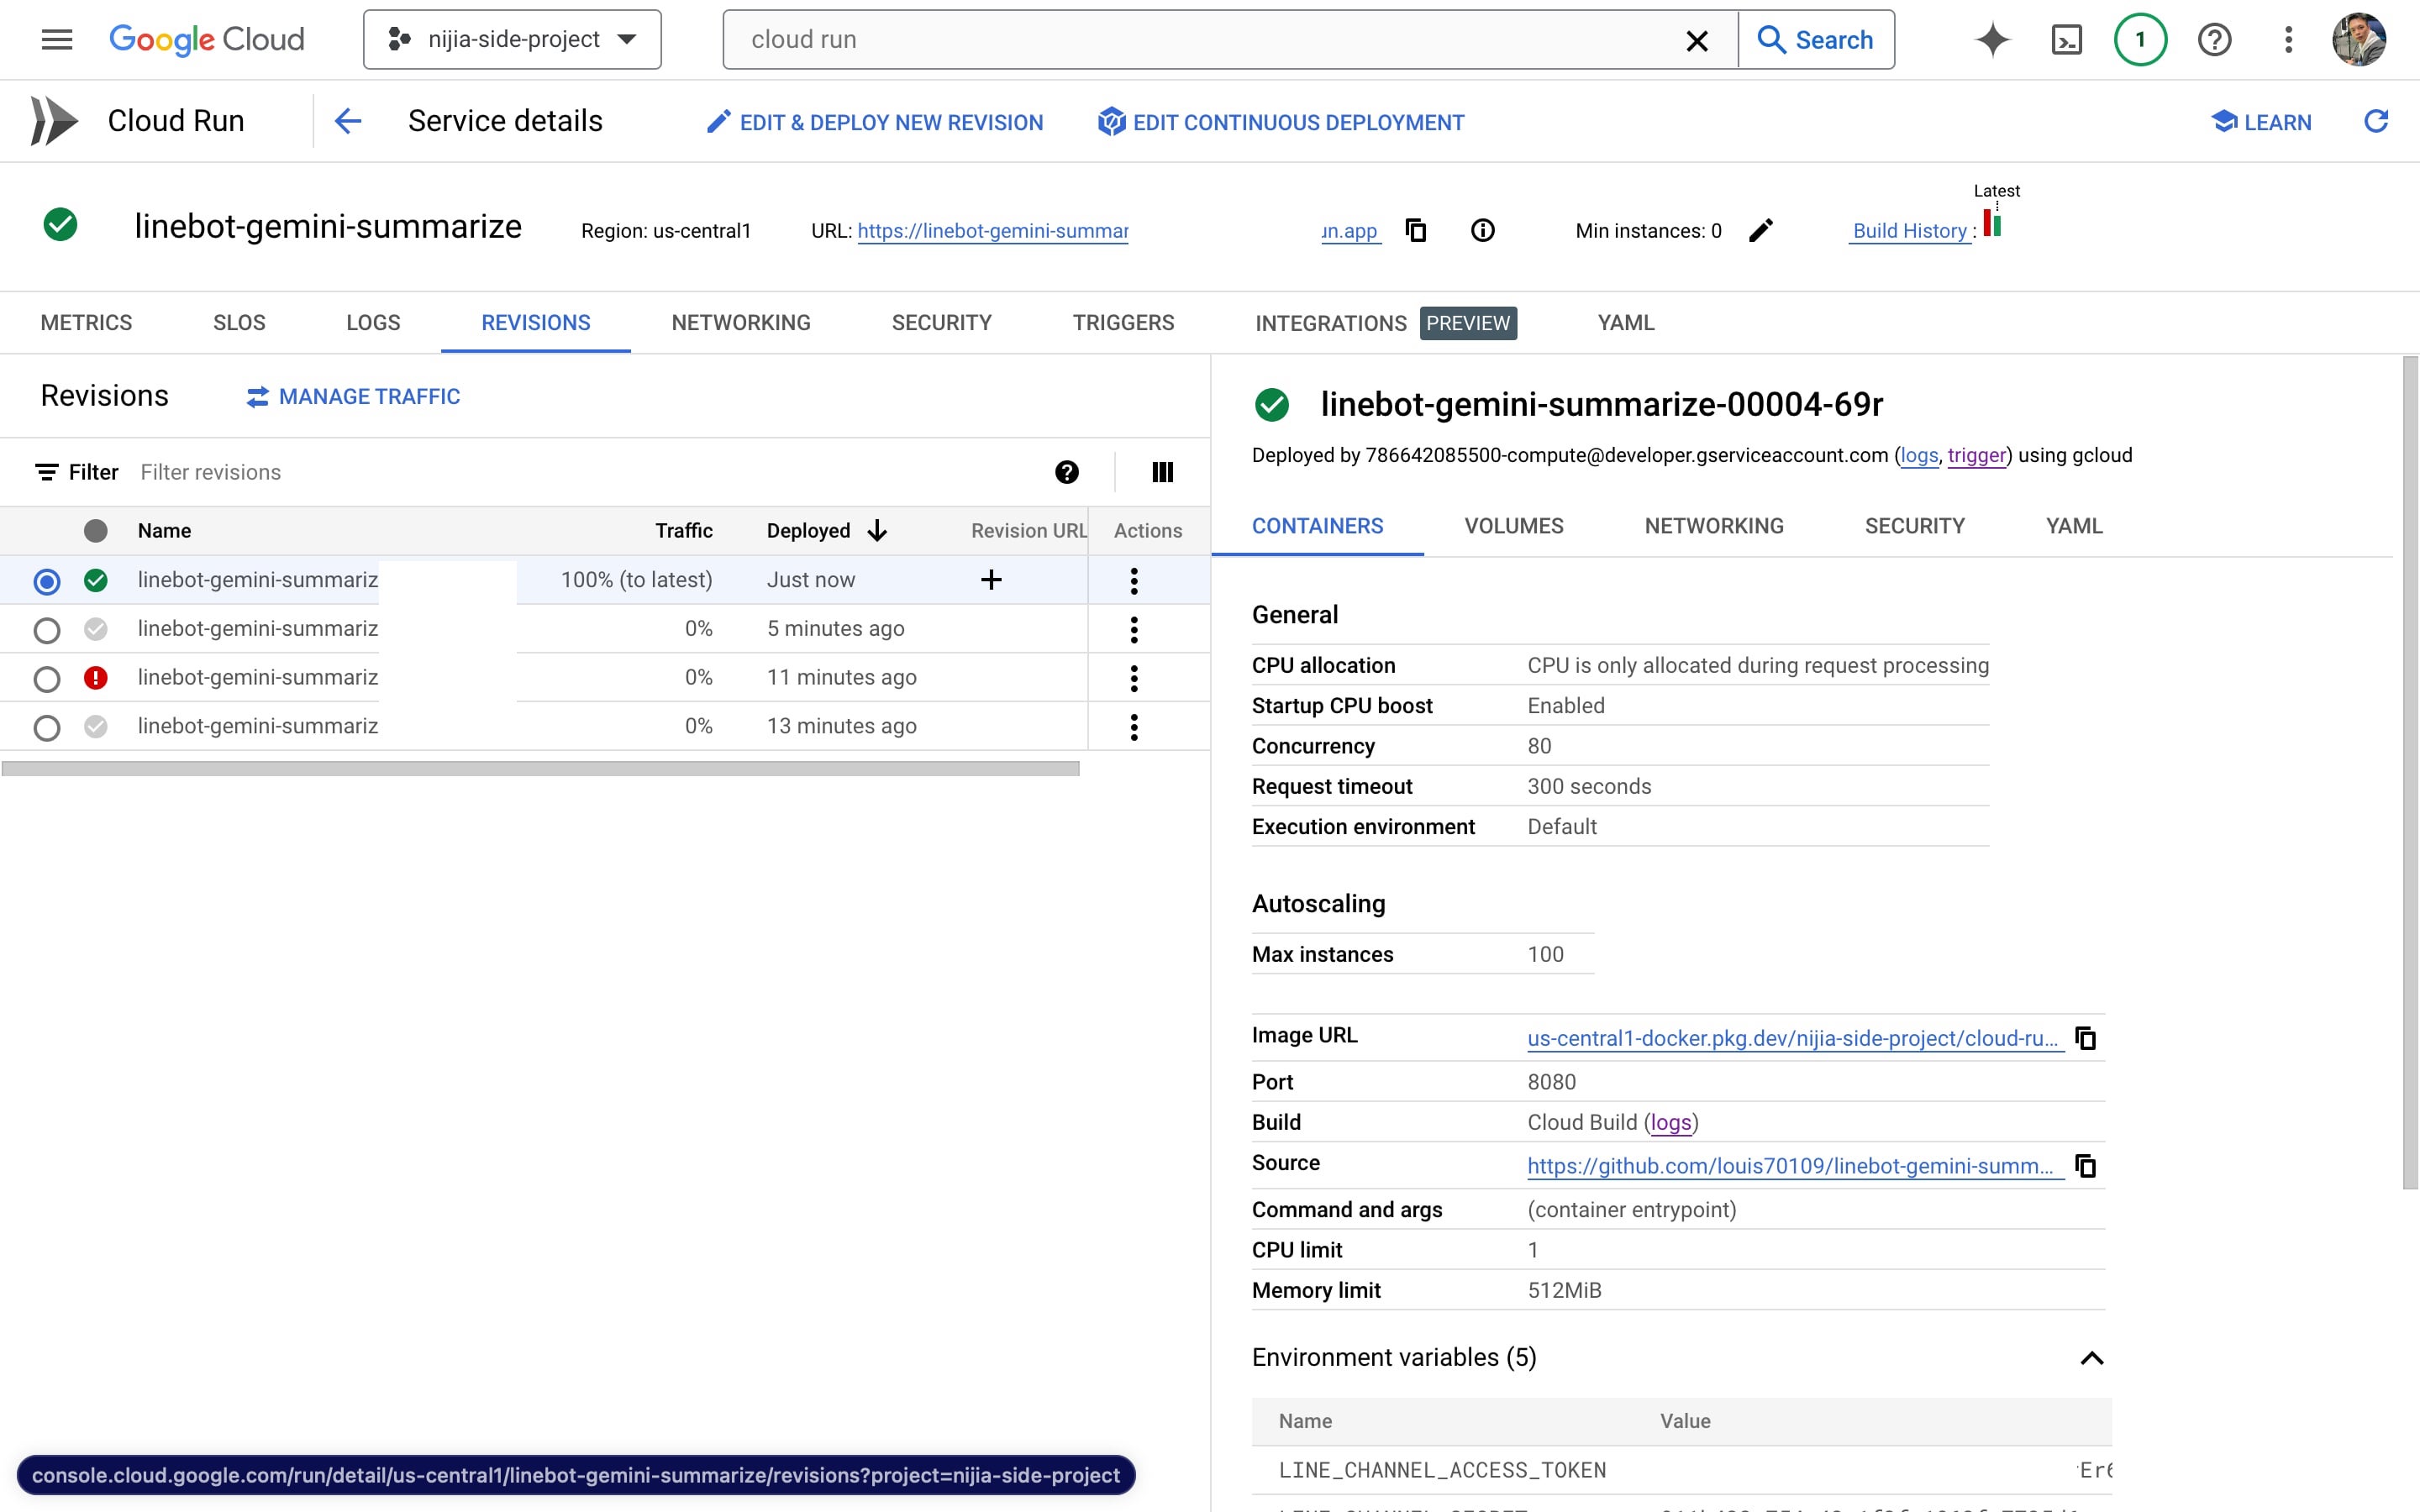 Google Cloud
nijia-side-project
cloud run
Search
1
Cloud Run
Service details
EDIT & DEPLOY NEW REVISION
EDIT CONTINUOUS DEPLOYMENT
LEARN
linebot-gemini-summarize
Region: us-central1
URL: https://linebot-gemini-summar
un.app
Min instances: 0
Build History :
Latest
METRICS
SLOS
LOGS
REVISIONS
NETWORKING
SECURITY
TRIGGERS
INTEGRATIONS PREVIEW
YAML
Revisions
MANAGE TRAFFIC
Filter Filter revisions
Name Traffic Deployed Revision URL Actions
linebot-gemini-summariz 100% (to latest) Just now
linebot-gemini-summariz 0% 5 minutes ago
linebot-gemini-summariz 0% 11 minutes ago
linebot-gemini-summariz 0% 13 minutes ago
linebot-gemini-summarize-00004-69r
Deployed by 786642085500-compute@developer.gserviceaccount.com (logs, trigger) using gcloud
CONTAINERS
VOLUMES
NETWORKING
SECURITY
YAML
General
CPU allocation CPU is only allocated during request processing
Startup CPU boost Enabled
Concurrency 80
Request timeout 300 seconds
Execution environment Default
Autoscaling
Max instances 100
Image URL us-central1-docker.pkg.dev/nijia-side-project/cloud-ru...
Port 8080
Build Cloud Build (logs)
Source https://github.com/louis70109/linebot-gemini-summ...
Command and args (container entrypoint)
CPU limit 1
Memory limit 512MiB
Environment variables (5)
Name Value
LINE_CHANNEL_ACCESS_TOKEN
console.cloud.google.com/run/detail/us-central1/linebot-gemini-summarize/revisions?project=nijia-side-project